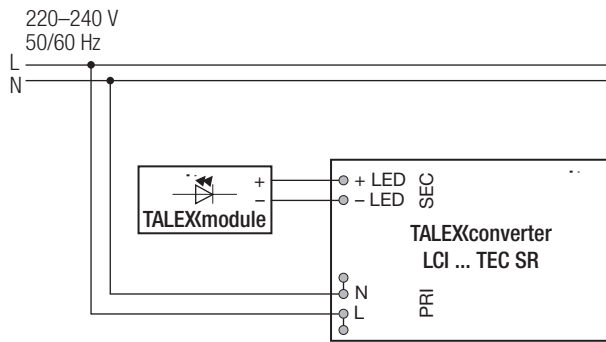 220–240 V
50/60 Hz
L
N
+
−
TALEXmodule
+ LED
− LED
SEC
TALEXconverter
LCI ... TEC SR
N
L
PRI